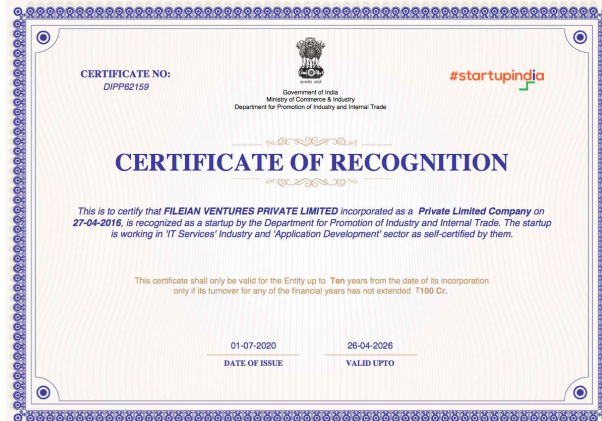 CERTIFICATE NO:
DIPP62159
#startupindia
Government of India
Ministry of Commerce & Industry
Department for Promotion of Industry and Internal Trade
CERTIFICATE OF RECOGNITION
This is to certify that FILEIAN VENTURES PRIVATE LIMITED incorporated as a Private Limited Company on
27-04-2016, is recognized as a startup by the Department for Promotion of Industry and Internal Trade. The startup
is working in 'IT Services' Industry and 'Application Development' sector as self-certified by them.
This certificate shall only be valid for the Entity up to Ten years from the date of its incorporation
only if its turnover for any of the financial years has not extended ₹100 Cr.
01-07-2020
26-04-2026
DATE OF ISSUE
VALID UPTO